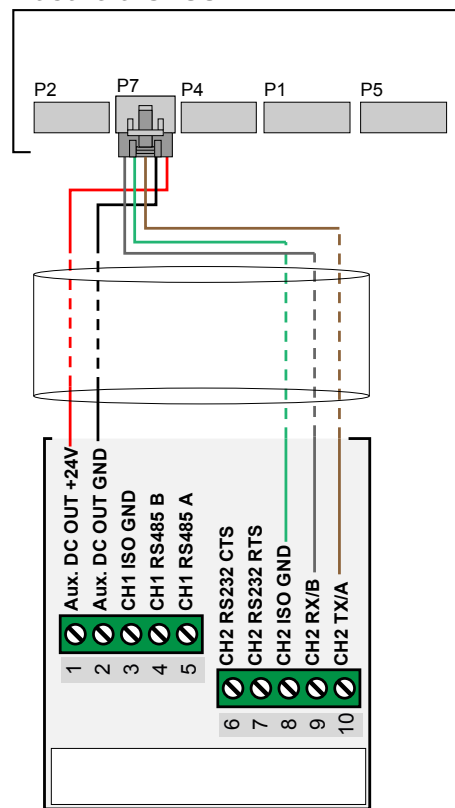 P2
P7
P4
P1
P5
Aux. DC OUT +24V
Aux. DC OUT GND
CH1 ISO GND
CH1 RS485 B
CH1 RS485 A
CH2 RS232 CTS
CH2 RS232 RTS
CH2 ISO GND
CH2 RX/B
CH2 TX/A
1
2
3
4
5
6
7
8
9
10